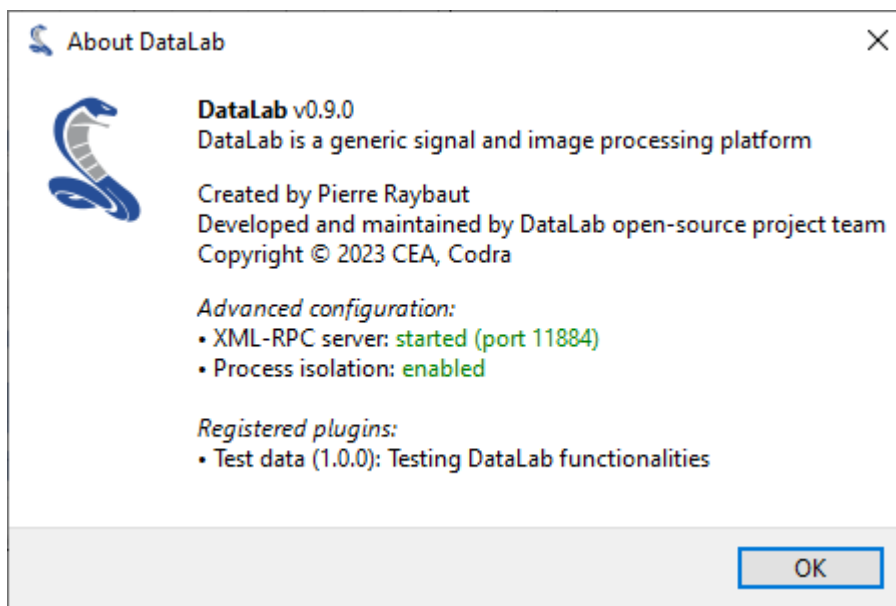 About DataLab
DataLab v0.9.0
DataLab is a generic signal and image processing platform
Created by Pierre Raybaut
Developed and maintained by DataLab open-source project team
Copyright © 2023 CEA, Codra
Advanced configuration:
• XML-RPC server: started (port 11884)
• Process isolation: enabled
Registered plugins:
• Test data (1.0.0): Testing DataLab functionalities
OK